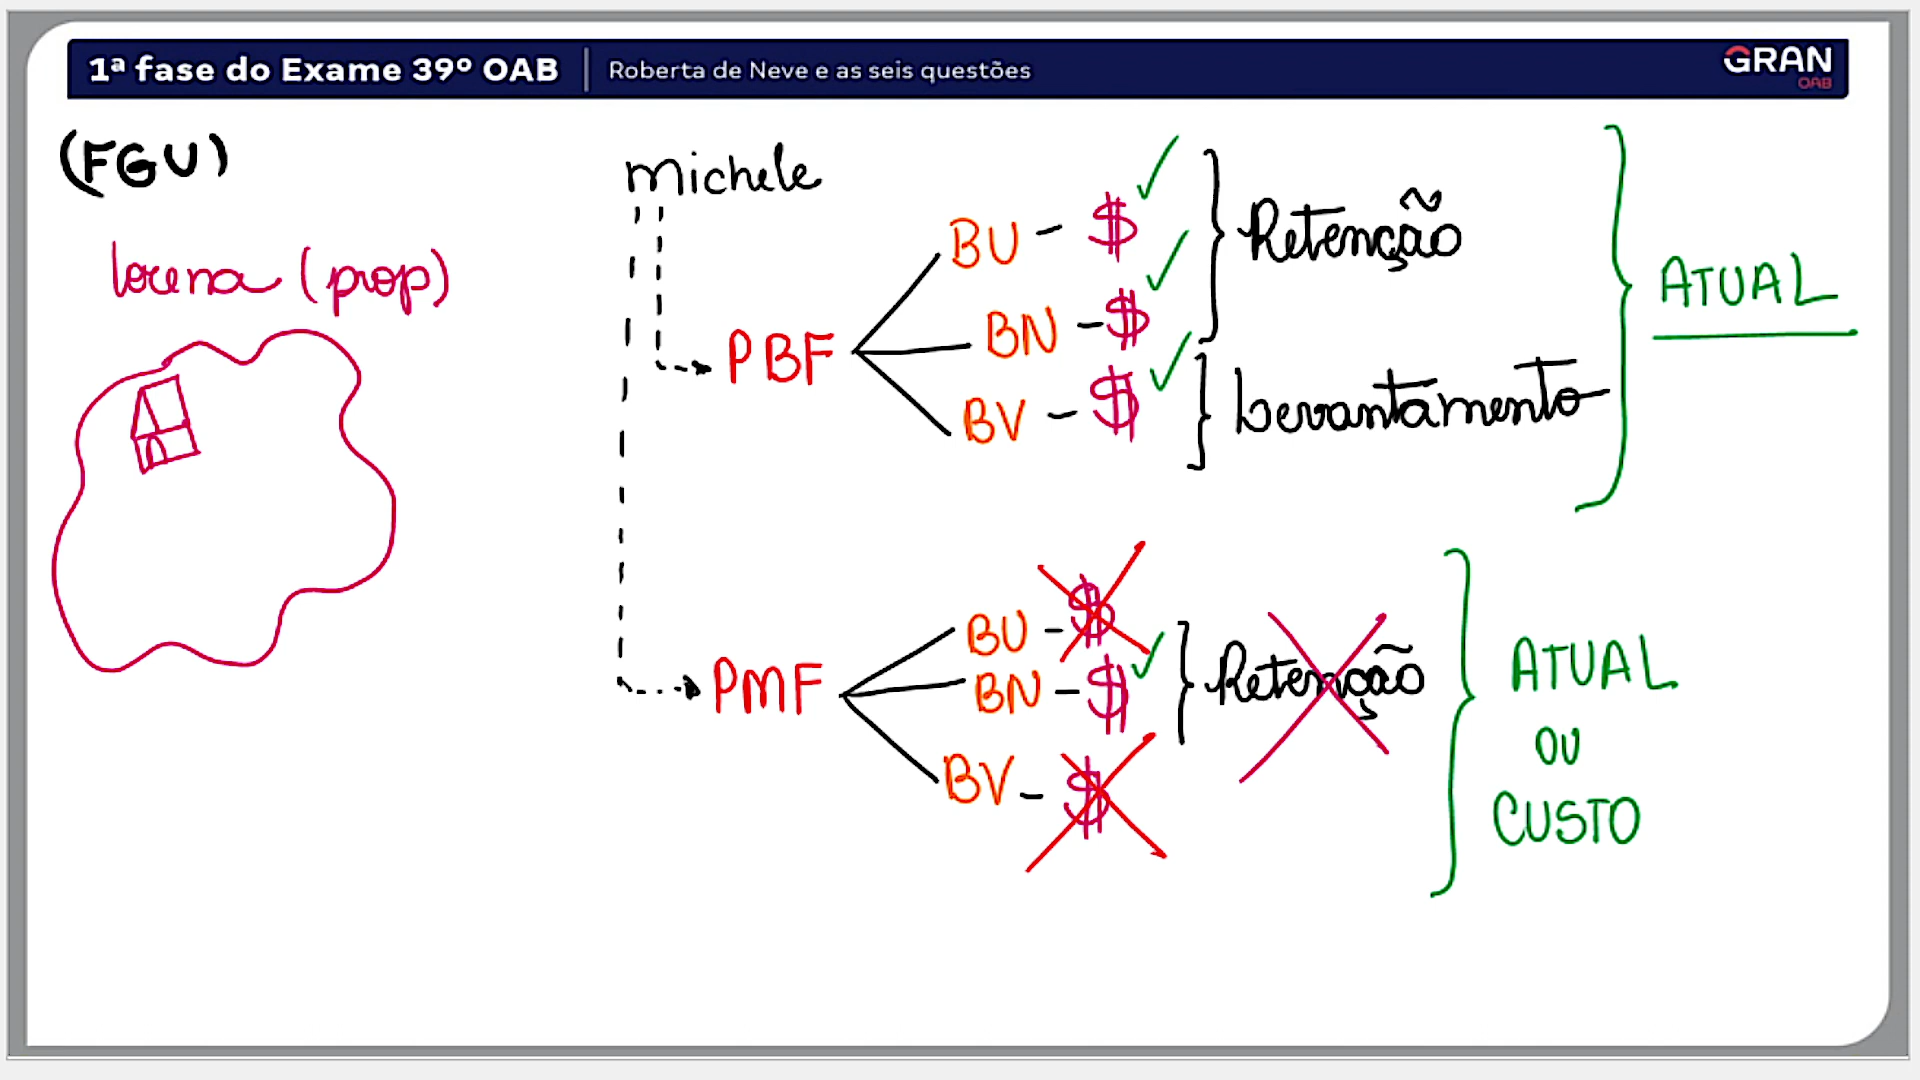 1ª fase do Exame 39º OAB
Roberta de Neve e as seis questões
GRAN
OAB
(FGV)
Lorena (prop)
Michele
PBF
BU - $
BN - $
BV - $
Retenção
Levantamento
ATUAL
PMF
BU - $
BN - $
BV - $
Retenção
ATUAL
OU
CUSTO